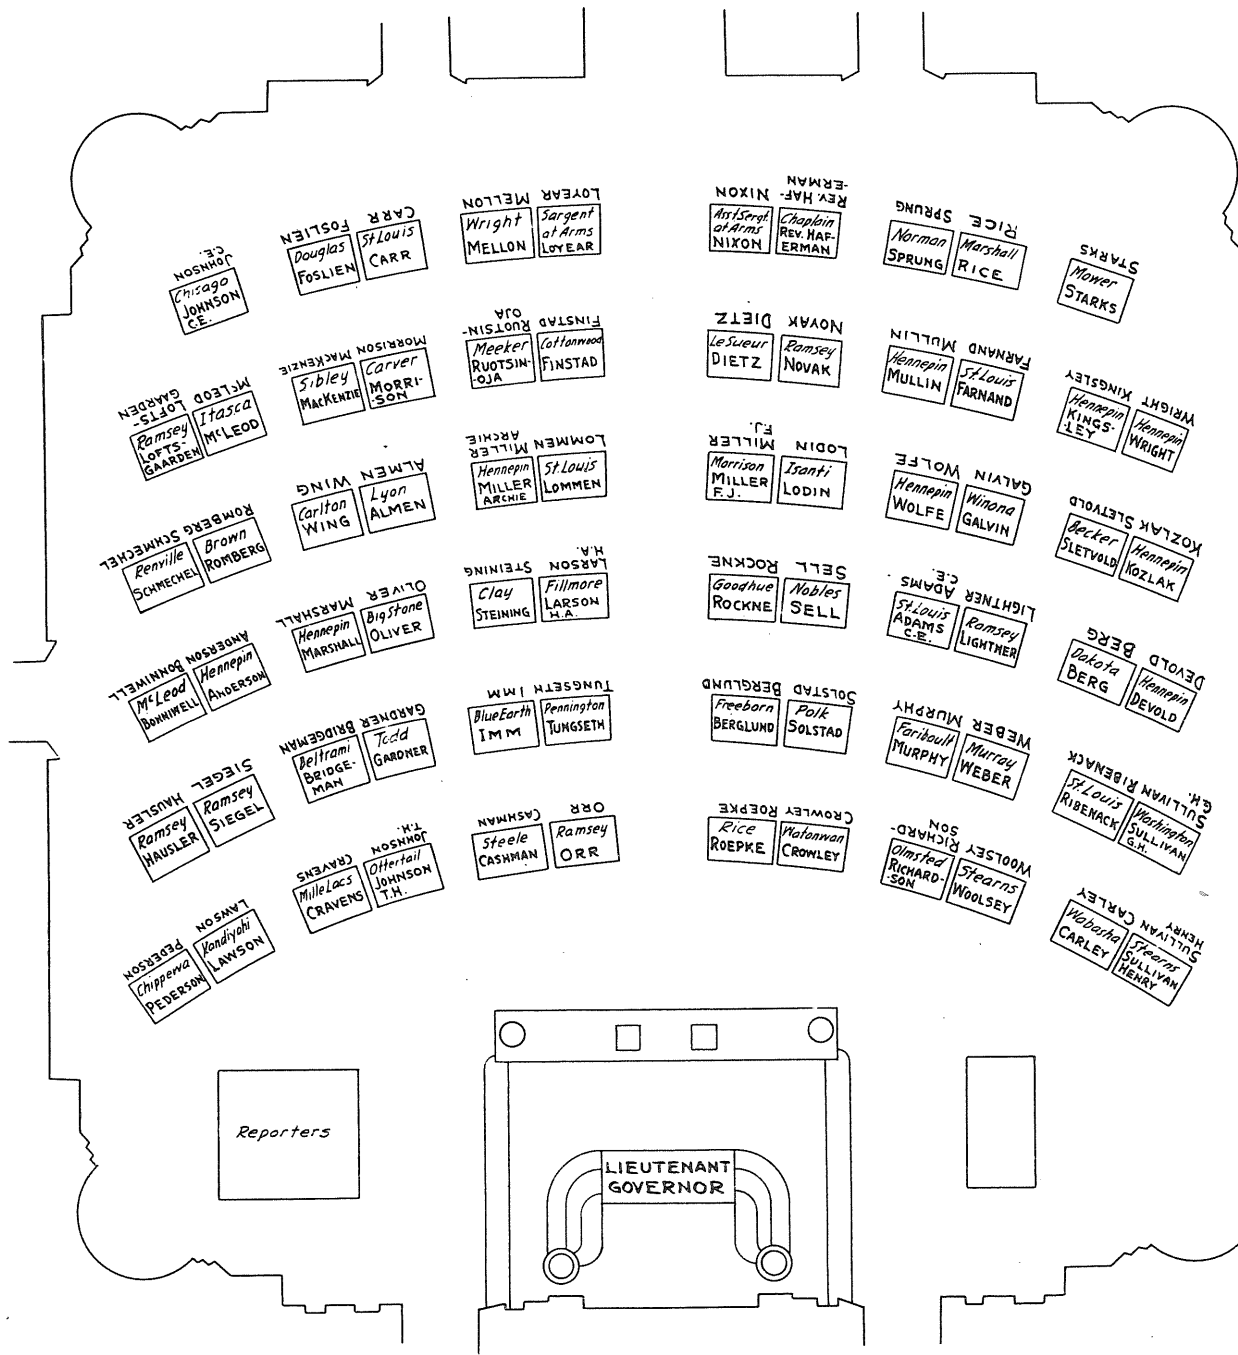 JOHNSON
C.E.
Chisago
JOHNSON
C.E.
FOSLIEN
Douglas
FOSLIEN
CARR
St Louis
CARR
MELLON
Wright
MELLON
LOYEAR
Sargent
at Arms
LOYEAR
NIXON
Asst Sergt.
at Arms
NIXON
REV. HAF-
-ERMAN
Chaplain
REV. HAF-
ERMAN
SPRUNG
Norman
SPRUNG
RICE
Marshall
RICE
STARKS
Mower
STARKS
LOFTS-
GAARDEN
Ramsey
LOFTS-
GAARDEN
McLEOD
Itasca
McLEOD
MACKENZIE
Sibley
MACKENZIE
MORRISON
Carver
MORRI-
SON
RUOTSIN-
OJA
Meeker
RUOTSIN-
-OJA
FINSTAD
Cottonwood
FINSTAD
DIETZ
Le Sueur
DIETZ
NOVAK
Ramsey
NOVAK
MULLIN
Hennepin
MULLIN
FARNAND
St. Louis
FARNAND
KINGSLEY
Hennepin
KINGS-
LEY
WRIGHT
Hennepin
WRIGHT
SCHMECHEL
Renville
SCHMECHEL
ROMBERG
Brown
ROMBERG
WING
Carlton
WING
ALMEN
Lyon
ALMEN
MILLER
ARCHIE
Hennepin
MILLER
ARCHIE
LOMMEN
St. Louis
LOMMEN
MILLER
F.J.
Morrison
MILLER
F.J.
LODIN
Isanti
LODIN
WOLFE
Hennepin
WOLFE
GALVIN
Winona
GALVIN
SLETVOLD
Becker
SLETVOLD
KOZLAK
Hennepin
KOZLAK
BONNIWELL
McLeod
BONNIWELL
ANDERSON
Hennepin
ANDERSON
MARSHALL
Hennepin
MARSHALL
OLIVER
Big Stone
OLIVER
STEINING
Clay
STEINING
LARSON
H.A.
Fillmore
LARSON
H.A.
ROCKNE
Goodhue
ROCKNE
SELL
Nobles
SELL
ADAMS
C.E.
St. Louis
ADAMS
C.E.
LIGHTNER
Ramsey
LIGHTNER
BERG
Dakota
BERG
DEVOLD
Hennepin
DEVOLD
HAUSLER
Ramsey
HAUSLER
SIEGEL
Ramsey
SIEGEL
BRIDGEMAN
Beltrami
BRIDGE-
MAN
GARDNER
Todd
GARDNER
IMM
Blue Earth
IMM
TUNGSETH
Pennington
TUNGSETH
BERGLUND
Freeborn
BERGLUND
SOLSTAD
Polk
SOLSTAD
MURPHY
Faribault
MURPHY
WEBER
Murray
WEBER
RIBENACK
St. Louis
RIBENACK
SULLIVAN
G.H.
Washington
SULLIVAN
G.H.
PEDERSON
Chippewa
PEDERSON
LAWSON
Kandiyohi
LAWSON
CRAVENS
Mille Lacs
CRAVENS
JOHNSON
T.H.
Ottertail
JOHNSON
T.H.
CASHMAN
Steele
CASHMAN
ORR
Ramsey
ORR
ROEPKE
Rice
ROEPKE
CROWLEY
Watonwan
CROWLEY
RICHARD-
SON
Olmsted
RICHARD-
-SON
WOOLSEY
Stearns
WOOLSEY
CARLEY
Wabasha
CARLEY
SULLIVAN
HENRY
Stearns
SULLIVAN
HENRY
Reporters
LIEUTENANT
GOVERNOR